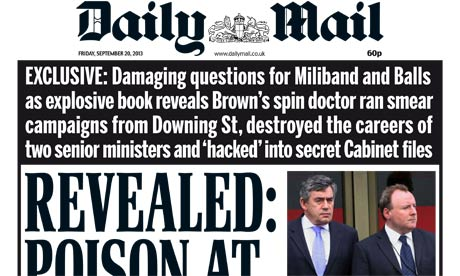 Daily Mail
FRIDAY, SEPTEMBER 20, 2013 www.dailymail.co.uk 60p
EXCLUSIVE: Damaging questions for Miliband and Balls
as explosive book reveals Brown's spin doctor ran smear
campaigns from Downing St, destroyed the careers of
two senior ministers and ‘hacked’ into secret Cabinet files
REVEALED:
POISON AT